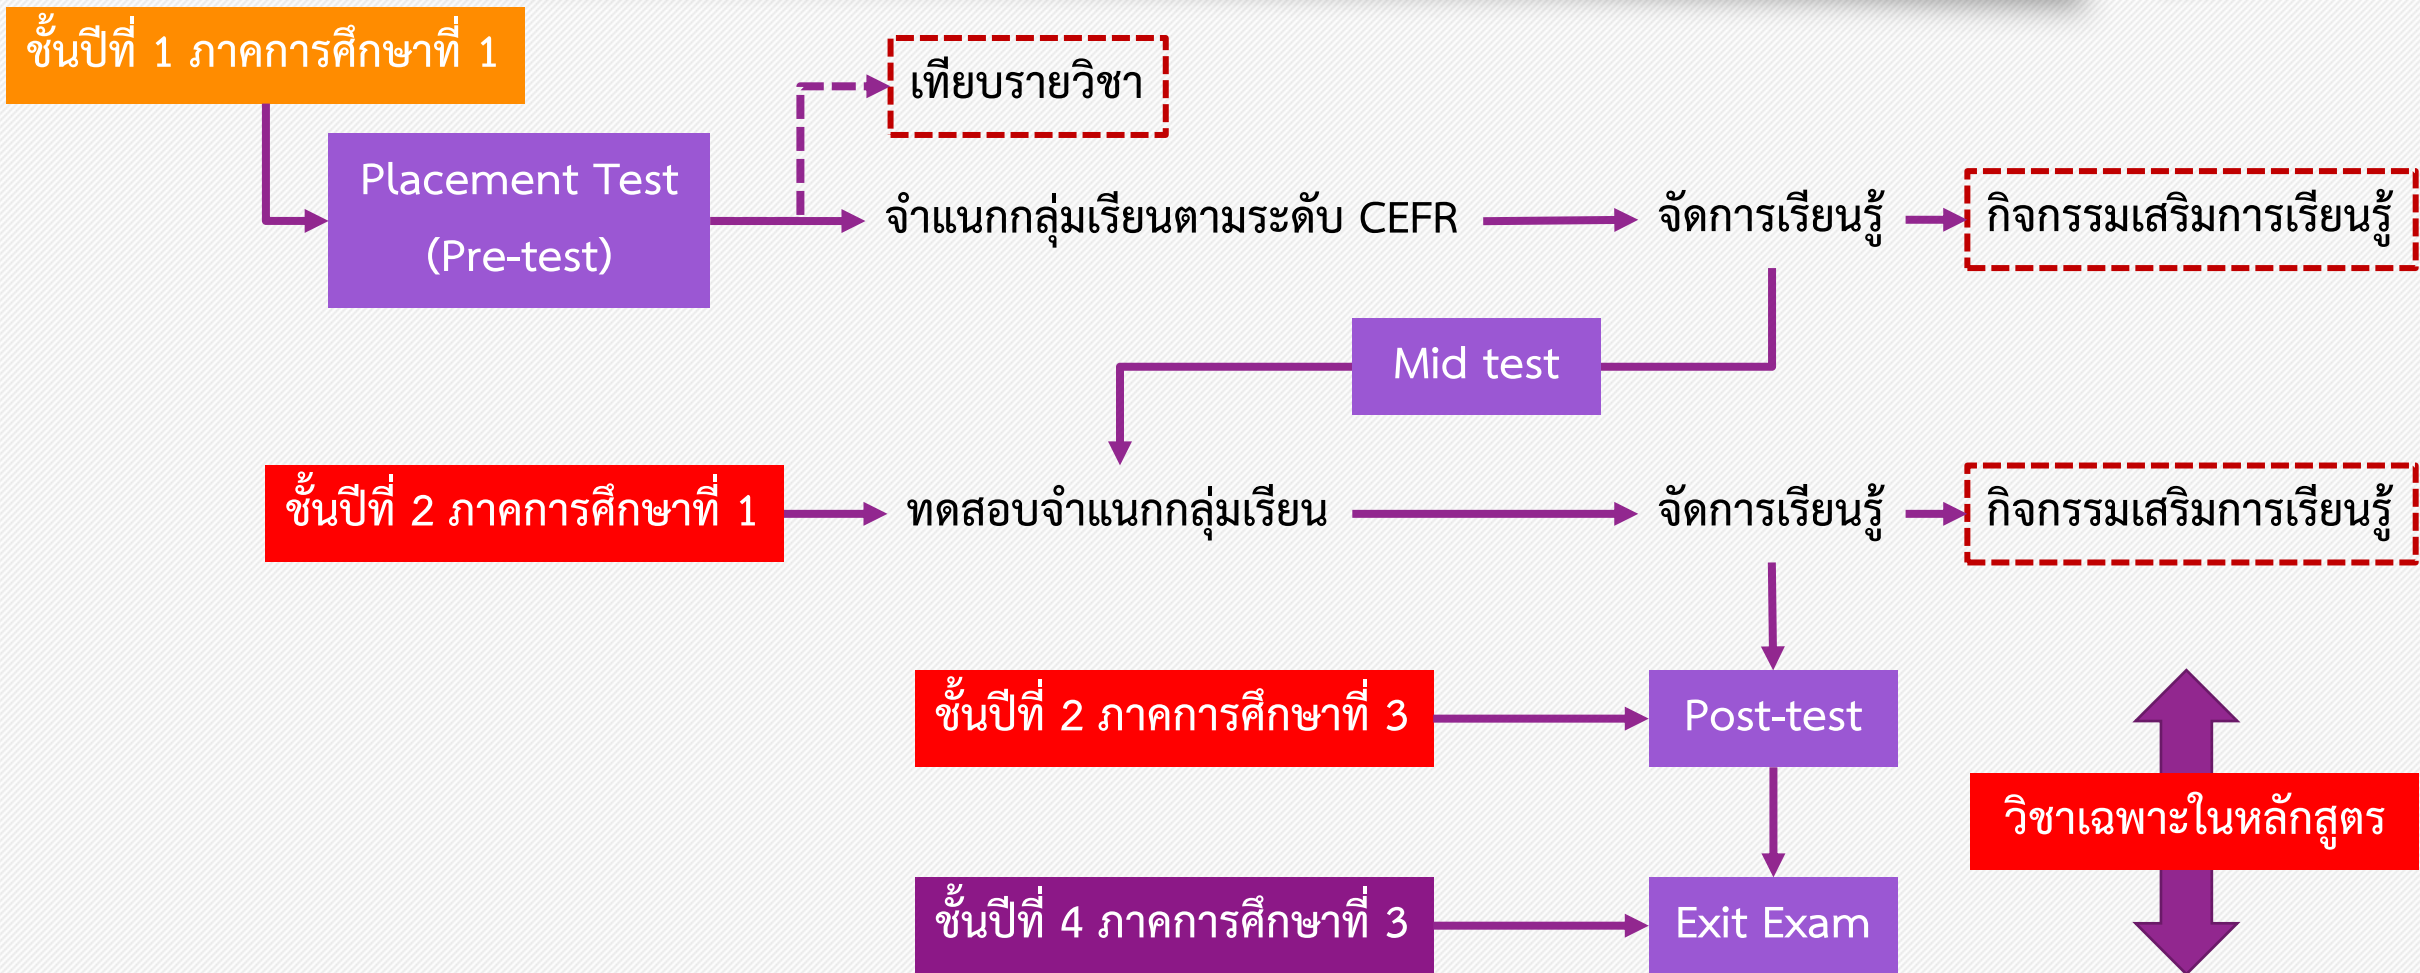 ชั้นปีที่ 1 ภาคการศึกษาที่ 1
เทียบรายวิชา
Placement Test
(Pre-test)
จำแนกกลุ่มเรียนตามระดับ CEFR
จัดการเรียนรู้
กิจกรรมเสริมการเรียนรู้
Mid test
ชั้นปีที่ 2 ภาคการศึกษาที่ 1
ทดสอบจำแนกกลุ่มเรียน
จัดการเรียนรู้
กิจกรรมเสริมการเรียนรู้
ชั้นปีที่ 2 ภาคการศึกษาที่ 3
Post-test
วิชาเฉพาะในหลักสูตร
ชั้นปีที่ 4 ภาคการศึกษาที่ 3
Exit Exam